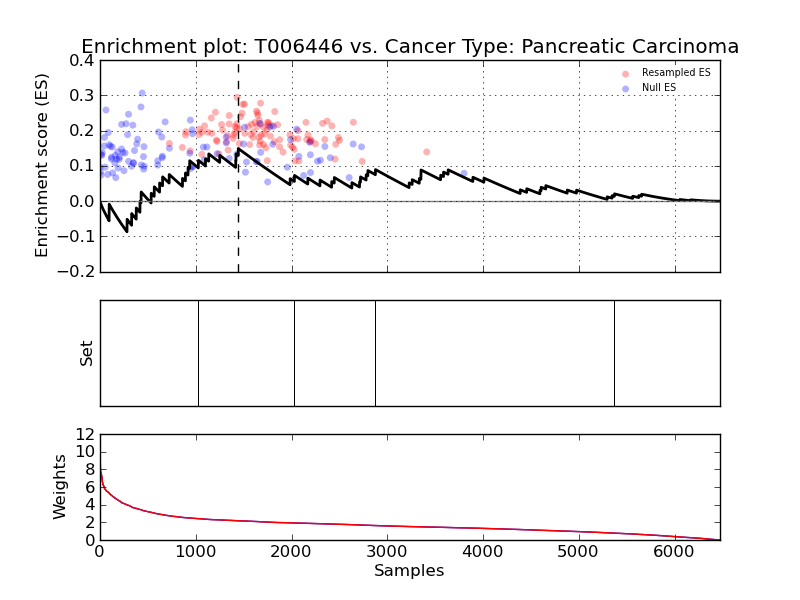 Enrichment plot: T006446 vs. Cancer Type: Pancreatic Carcinoma
Enrichment score (ES)
0.4
0.3
0.2
0.1
0.0
−0.1
−0.2
Resampled ES
Null ES
Set
Weights
12
10
8
6
4
2
0
0 1000 2000 3000 4000 5000 6000
Samples